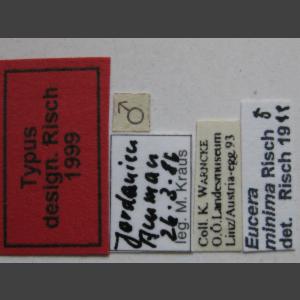 Typus
design. Risch
1999
♂
Jordanien
Amman
26.3.86
leg. M. Kraus
Coll. K. WARNCKE
O.Ö. Landesmuseum
Linz/Austria-egg 93
Eucera ♂
minima Risch
det. Risch 19